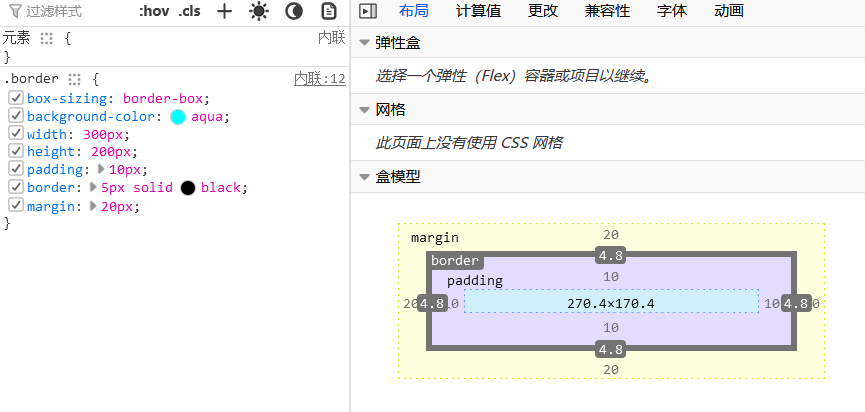 过滤样式 :hov .cls
元素 {
内联
}
.border {
内联:12
box-sizing: border-box;
background-color: aqua;
width: 300px;
height: 200px;
padding: 10px;
border: 5px solid black;
margin: 20px;
}
布局 计算值 更改 兼容性 字体 动画
弹性盒
选择一个弹性（Flex）容器或项目以继续。
网格
此页面上没有使用 CSS 网格
盒模型
20
margin
4.8
border
10
padding
20 4.8 10 270.4×170.4 10 4.8 20
10
4.8
20